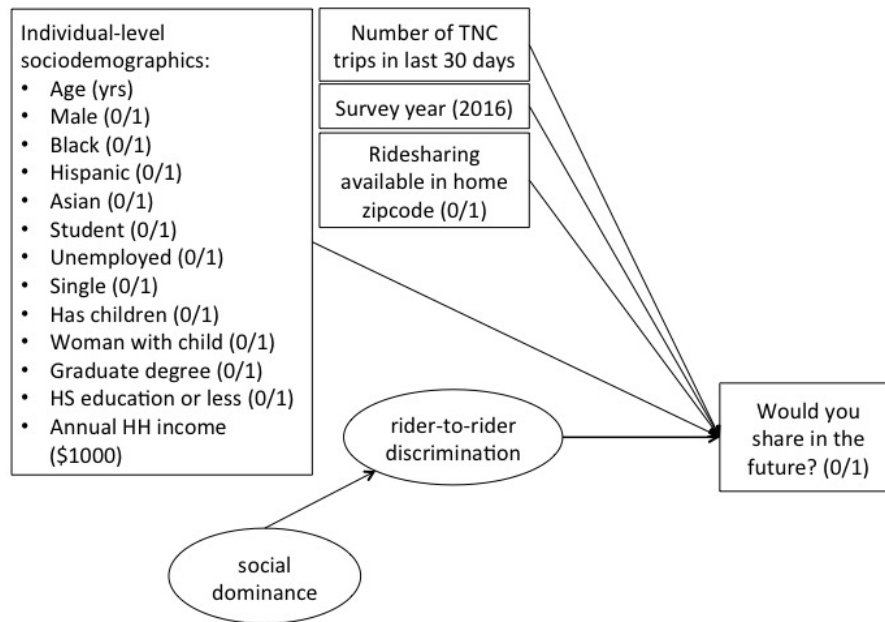 Individual-level
sociodemographics:
• Age (yrs)
• Male (0/1)
• Black (0/1)
• Hispanic (0/1)
• Asian (0/1)
• Student (0/1)
• Unemployed (0/1)
• Single (0/1)
• Has children (0/1)
• Woman with child (0/1)
• Graduate degree (0/1)
• HS education or less (0/1)
• Annual HH income
($1000)
Number of TNC
trips in last 30 days
Survey year (2016)
Ridesharing
available in home
zipcode (0/1)
rider-to-rider
discrimination
social
dominance
Would you
share in the
future? (0/1)